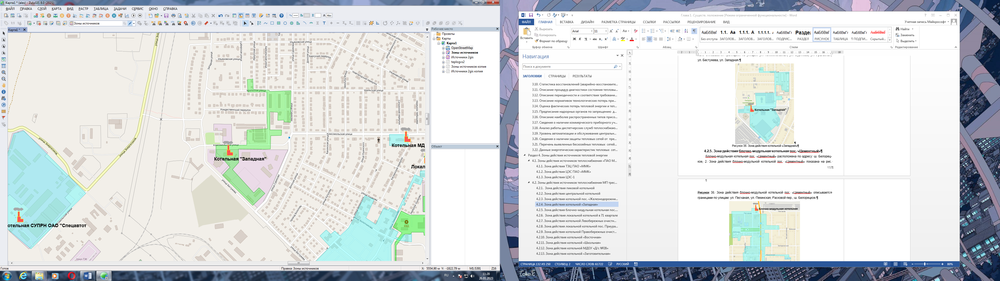 Карта1 * (alex) - ZuluGIS 8.0 (2021)
ФАЙЛ ПРАВКА СЛОЙ КАРТА ВИД РАСТР ТАБЛИЦА ЗАДАЧИ СЕРВИС ОКНО СПРАВКА
Зоны источников
Карта1 *
Ульяновская улица
Барсучий переулок
Ульяновская улица
Новгородский переулок
Уральская улица
Уральская улица
Рождественский переулок
Комсомольская улица
Комсомольская улица
улица Энергетиков
улица Энергетиков
улица Сурикова
улица Бестужева
улица Ушакова
улица Бестужева
Котельная "Западная"
Котельная МД
Локал
КВД
отельная СУПРН ОАО "Спецавтот
Урал-ТЭК
Рабочее место
Проекты
Карты
Карта1
OpenStreetMap
Зоны источников
Источники 2gis
teplogvs2
Зоны источников копия
Источники 2gis копия
Объект
Готов
Правка: Зоны источников
X: 5554.90 м Y: -1822.79 м M1:5391 Z16
RU
11:20
26.01.2023
Глава 1. Существ. положение [Режим ограниченной функциональности] - Word
ФАЙЛ ГЛАВНАЯ ВСТАВКА ДИЗАЙН РАЗМЕТКА СТРАНИЦЫ ССЫЛКИ РАССЫЛКИ РЕЦЕНЗИРОВАНИЕ ВИД
Учетная запись Майкрософт
Вставить
Вырезать
Копировать
Формат по образцу
Буфер обмена
Arial 11
Шрифт
Абзац
Без отступа ЗАГОЛОВ... ЗАГОЛОВ... ЗАГОЛОВ... ПОДРИС... РАЗДЕЛ РИСУНОК ТАБЛИЦА ¶ ПОДПИ... Скрытый...
Стили
Найти
Заменить
Выделить
Редактирование
Навигация
Поиск в документе
ЗАГОЛОВКИ СТРАНИЦЫ РЕЗУЛЬТАТЫ
3.10. Статистика восстановлений (аварийно-восстановите...
3.11. Описание процедур диагностики состояния тепловы...
3.12. Описание периодичности и соответствия требовани...
3.13. Описание нормативов технологических потерь при...
3.14. Оценка фактических потерь тепловой энергии и теп...
3.15. Предписания надзорных органов по запрещению д...
3.16. Описание наиболее распространенных типов присо...
3.17. Сведения о наличии коммерческого приборного уч...
3.18. Анализ работы диспетчерских служб теплоснабжаю...
3.19. Уровень автоматизации и обслуживания центральн...
3.20. Сведения о наличии защиты тепловых сетей от пре...
3.21. Перечень выявленных бесхозяйных тепловых сетей...
3.22. Данные энергетических характеристик тепловых сет...
Раздел 4. Зоны действия источников тепловой энергии
4.1. Зоны действия источников теплоснабжения «ПАО М...
4.1.1. Зона действия ТЭЦ ПАО «ММК»
4.1.2. Зона действия ЦЭС ПАО «ММК»
4.1.3. Зона действия ЦЭС-1
4.2. Зоны действия источников теплоснабжения МП трес...
4.2.1. Зона действия пиковой котельной
4.2.2. Зона действия центральной котельной
4.2.3. Зона действия котельной пос. «Железнодорожни...
4.2.4. Зона действия котельной «Западная»
4.2.5. Зона действия блочно-модульная котельная пос....
4.2.6. Зона действия локальной котельной в 71 квартале
4.2.7. Зона действия котельной Левобережных очистн...
4.2.8. Зона действия локальной котельной пос. Приура...
4.2.9. Зона действия котельной Правобережных очист...
4.2.10. Зона действия котельной «Восточная»
4.2.11. Зона действия котельной «Школьная»
4.2.12. Зона действия котельной МДОУ «Д/с №28»
4.2.13. Зона действия котельной «Заготовительная»
ул. Бестужева, ул. Западная.¶
Котельная "Западная"
Рисунок 38. Зона действия котельной «Западная»¶
4.2.5. Зона действия блочно-модульная котельная пос. «Цементный»¶
Блочно-модульная котельная пос. «Цементный» расположена по адресу: ш. Белорец-
кое, 2. Зона действия блочно-модульной котельной пос. «Цементный» показана на рис.
132¶
Рисунок 38. Зона действия блочно-модульной котельной пос. «Цементный» описывается
границами по улицам: ул. Песчаная, ул. Пекинская, Расковой пер., ш. Белорецкое.¶
Блочно-модульная котельная
СТРАНИЦА 132 ИЗ 250 СТОЛБЕЦ: 2 ЧИСЛО СЛОВ: 61722 РУССКИЙ
80%